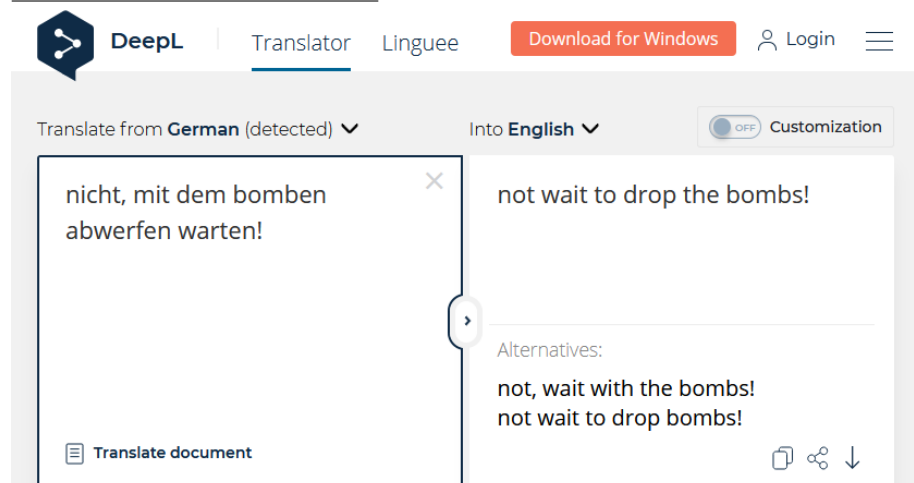 DeepL
Translator
Linguee
Download for Windows
Login
Translate from German (detected)
Into English
OFF Customization
nicht, mit dem bomben
abwerfen warten!
not wait to drop the bombs!
Alternatives:
not, wait with the bombs!
not wait to drop bombs!
Translate document